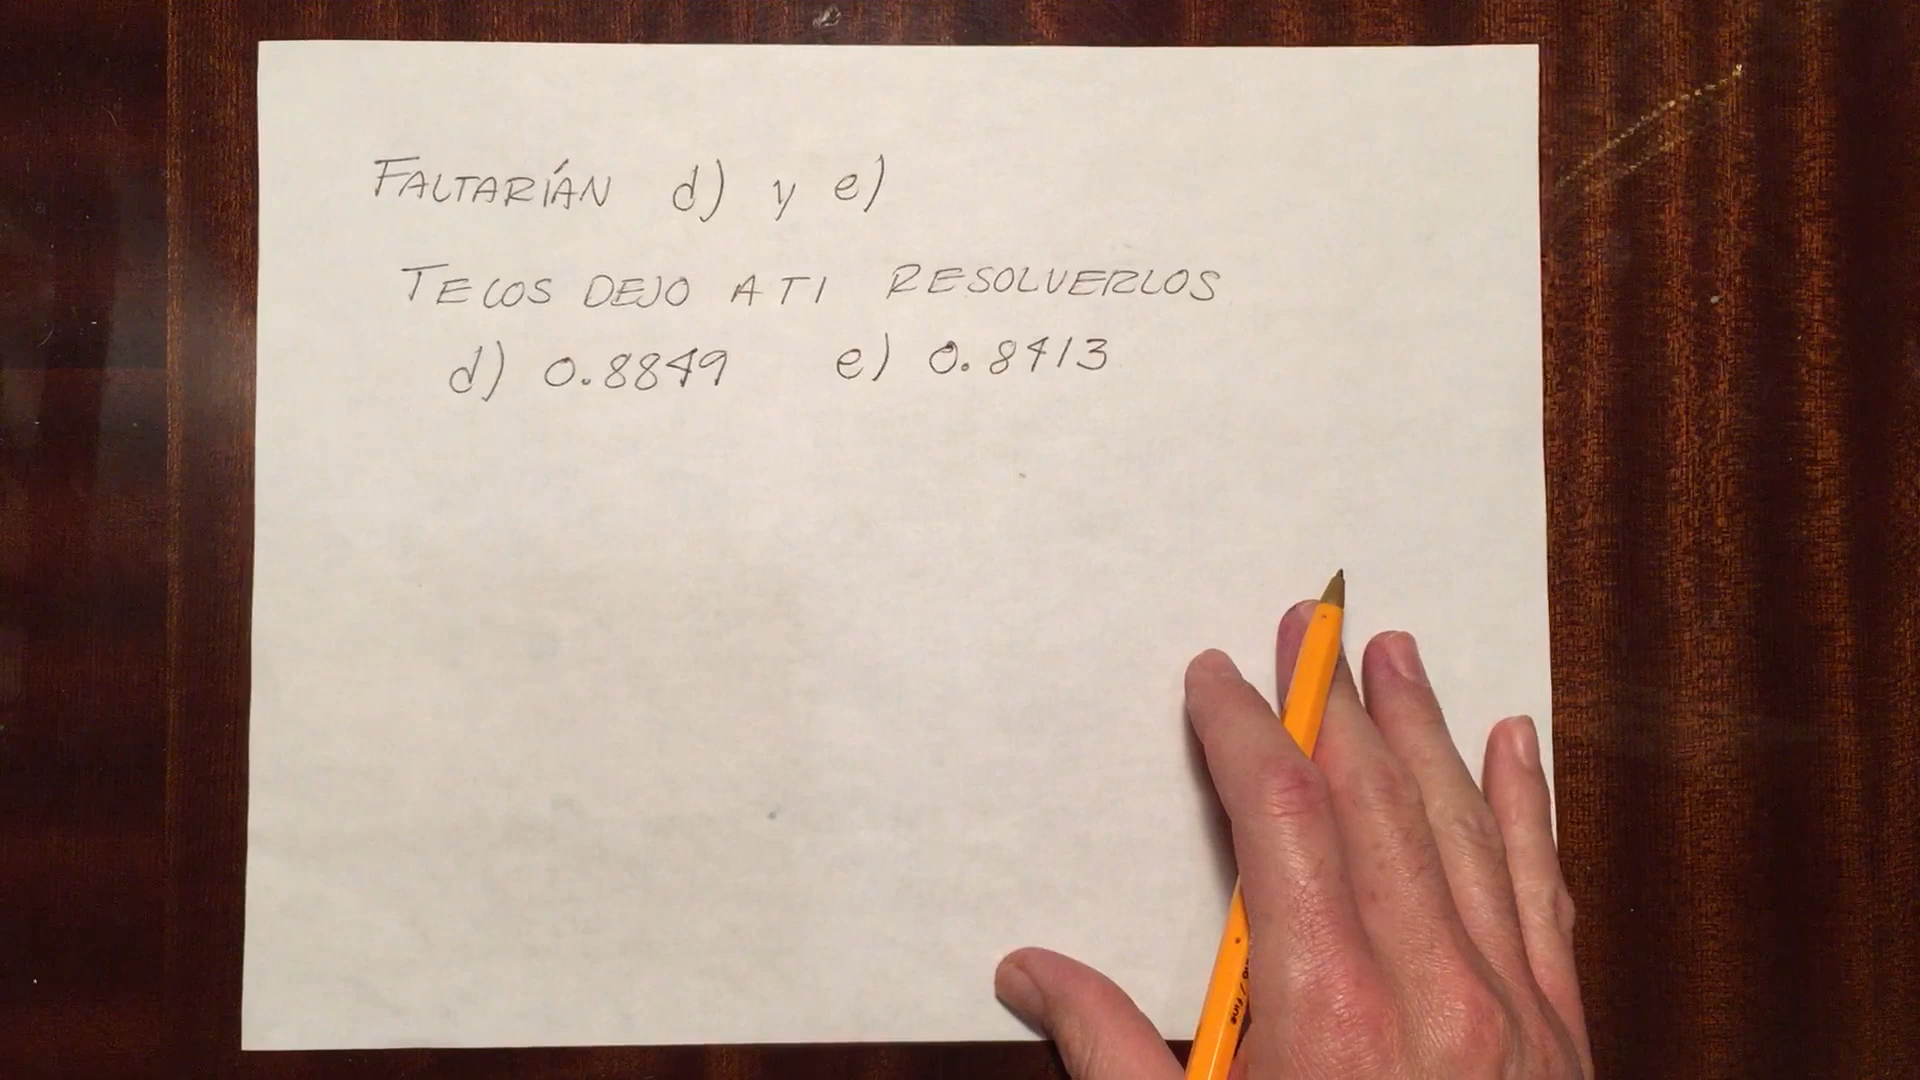 FALTARÍAN d) y e)
TE LOS DEJO A TI RESOLVERLOS
d) 0.8849 e) 0.8413